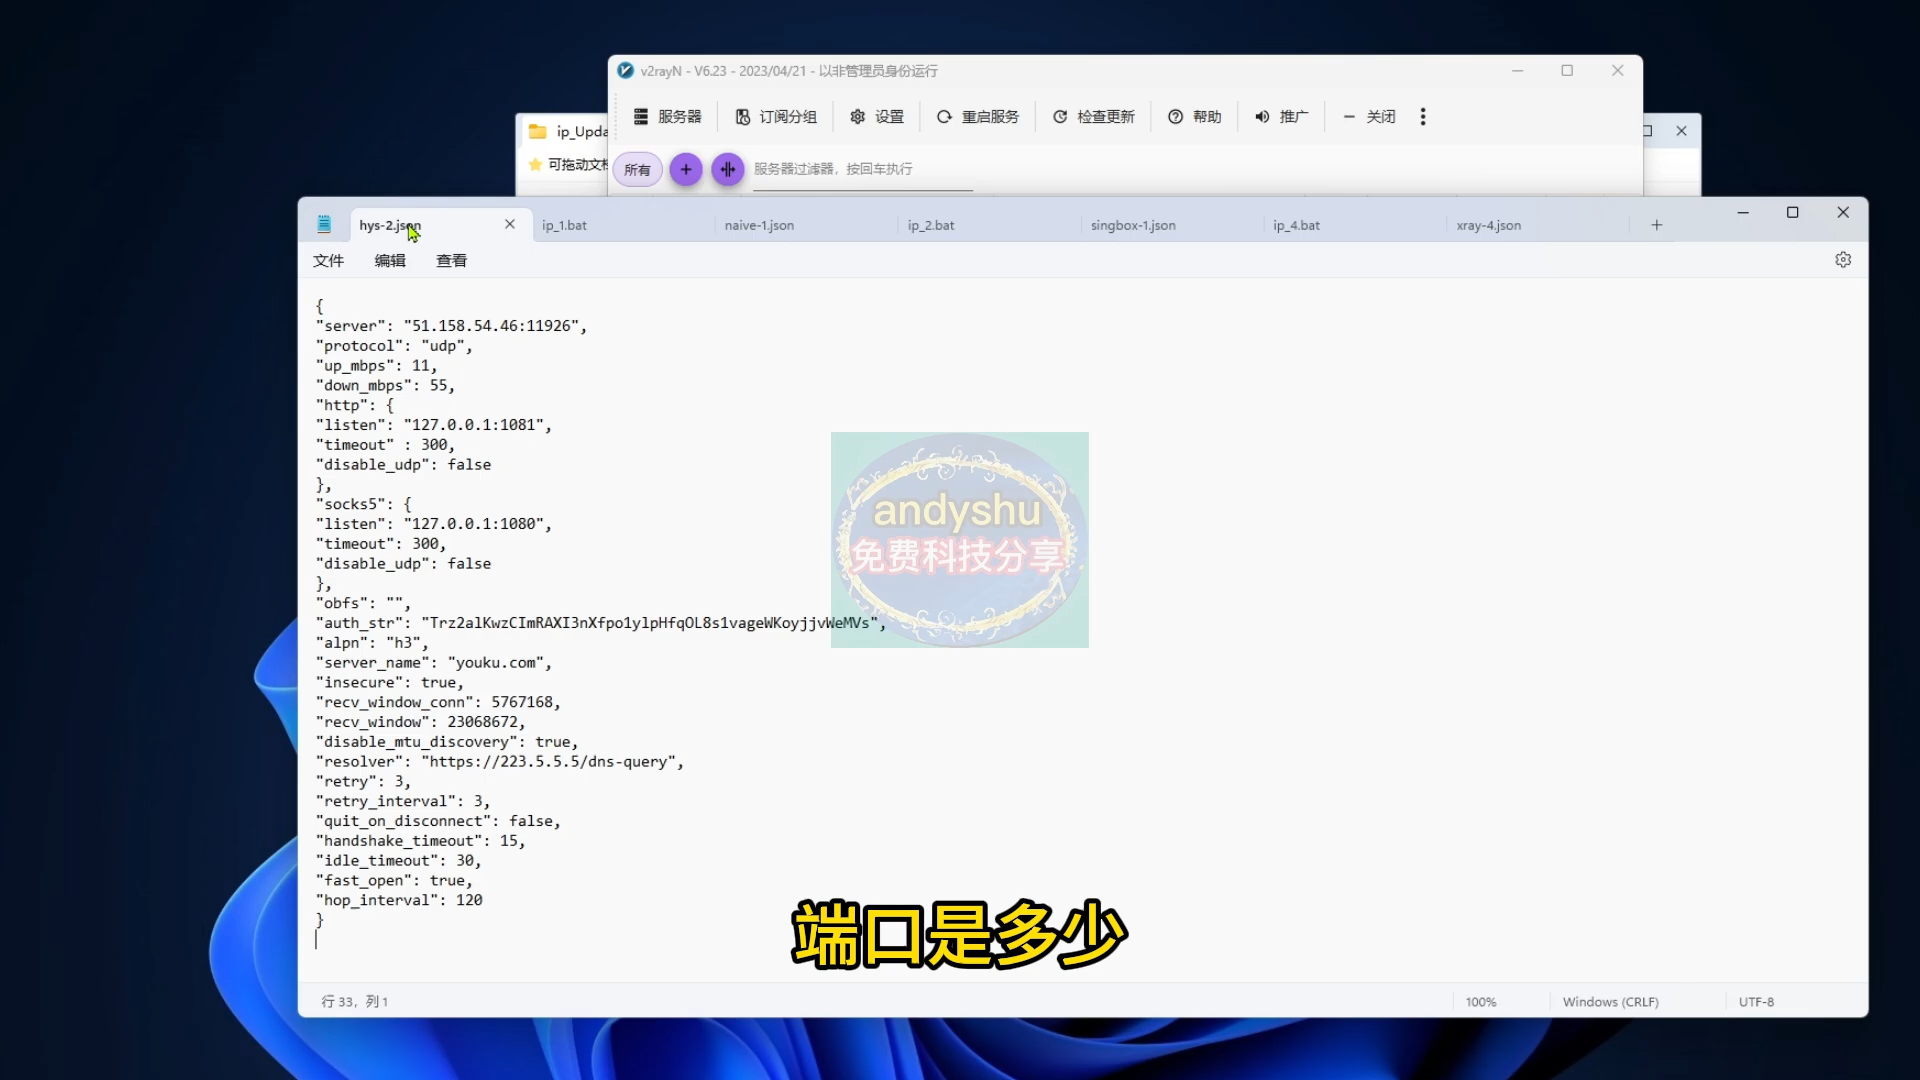 v2rayN - V6.23 - 2023/04/21 - 以非管理员身份运行
服务器
订阅分组
设置
重启服务
检查更新
帮助
推广
关闭
ip_Upda
可拖动文档
所有
服务器过滤器，按回车执行
hys-2.json
ip_1.bat
naive-1.json
ip_2.bat
singbox-1.json
ip_4.bat
xray-4.json
文件
编辑
查看
{
"server": "51.158.54.46:11926",
"protocol": "udp",
"up_mbps": 11,
"down_mbps": 55,
"http": {
"listen": "127.0.0.1:1081",
"timeout" : 300,
"disable_udp": false
},
"socks5": {
"listen": "127.0.0.1:1080",
"timeout": 300,
"disable_udp": false
},
"obfs": "",
"auth_str": "Trz2alKwzCImRAXI3nXfpo1ylpHfqOL8s1vageWKoyjjvWeMVs",
"alpn": "h3",
"server_name": "youku.com",
"insecure": true,
"recv_window_conn": 5767168,
"recv_window": 23068672,
"disable_mtu_discovery": true,
"resolver": "https://223.5.5.5/dns-query",
"retry": 3,
"retry_interval": 3,
"quit_on_disconnect": false,
"handshake_timeout": 15,
"idle_timeout": 30,
"fast_open": true,
"hop_interval": 120
}
andyshu
免费科技分享
端口是多少
行 33，列 1
100%
Windows (CRLF)
UTF-8